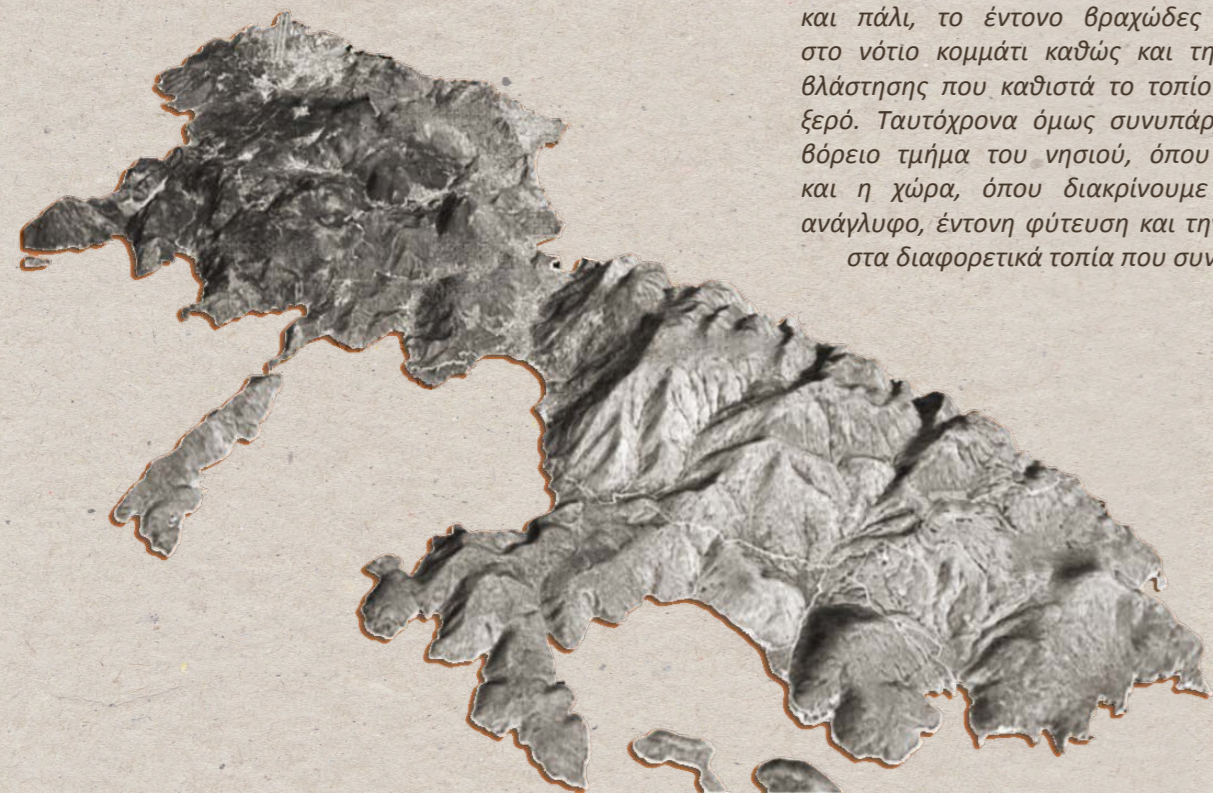 και πάλι, το έντονο βραχώδες
στο νότιο κομμάτι καθώς και τη
βλάστησης που καθιστά το τοπίο
ξερό. Ταυτόχρονα όμως συνυπάρ
βόρειο τμήμα του νησιού, όπου
και η χώρα, όπου διακρίνουμε
ανάγλυφο, έντονη φύτευση και τη
στα διαφορετικά τοπία που συν